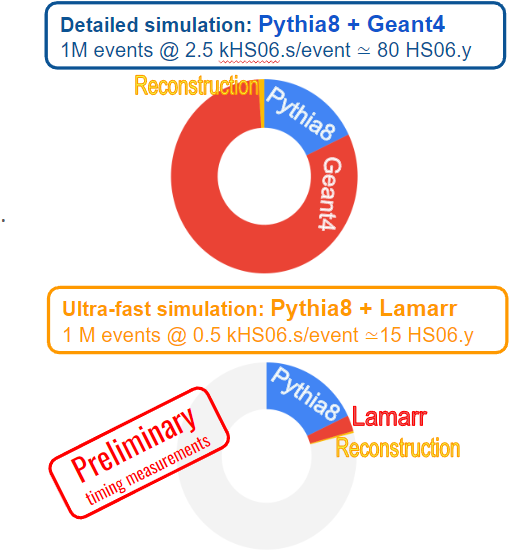 Detailed simulation: Pythia8 + Geant4
1M events @ 2.5 kHS06.s/event ≃ 80 HS06.y
Reconstruction
Pythia8
Geant4
Ultra-fast simulation: Pythia8 + Lamarr
1 M events @ 0.5 kHS06.s/event ≃15 HS06.y
Pythia8
Lamarr
Reconstruction
Preliminary
timing measurements